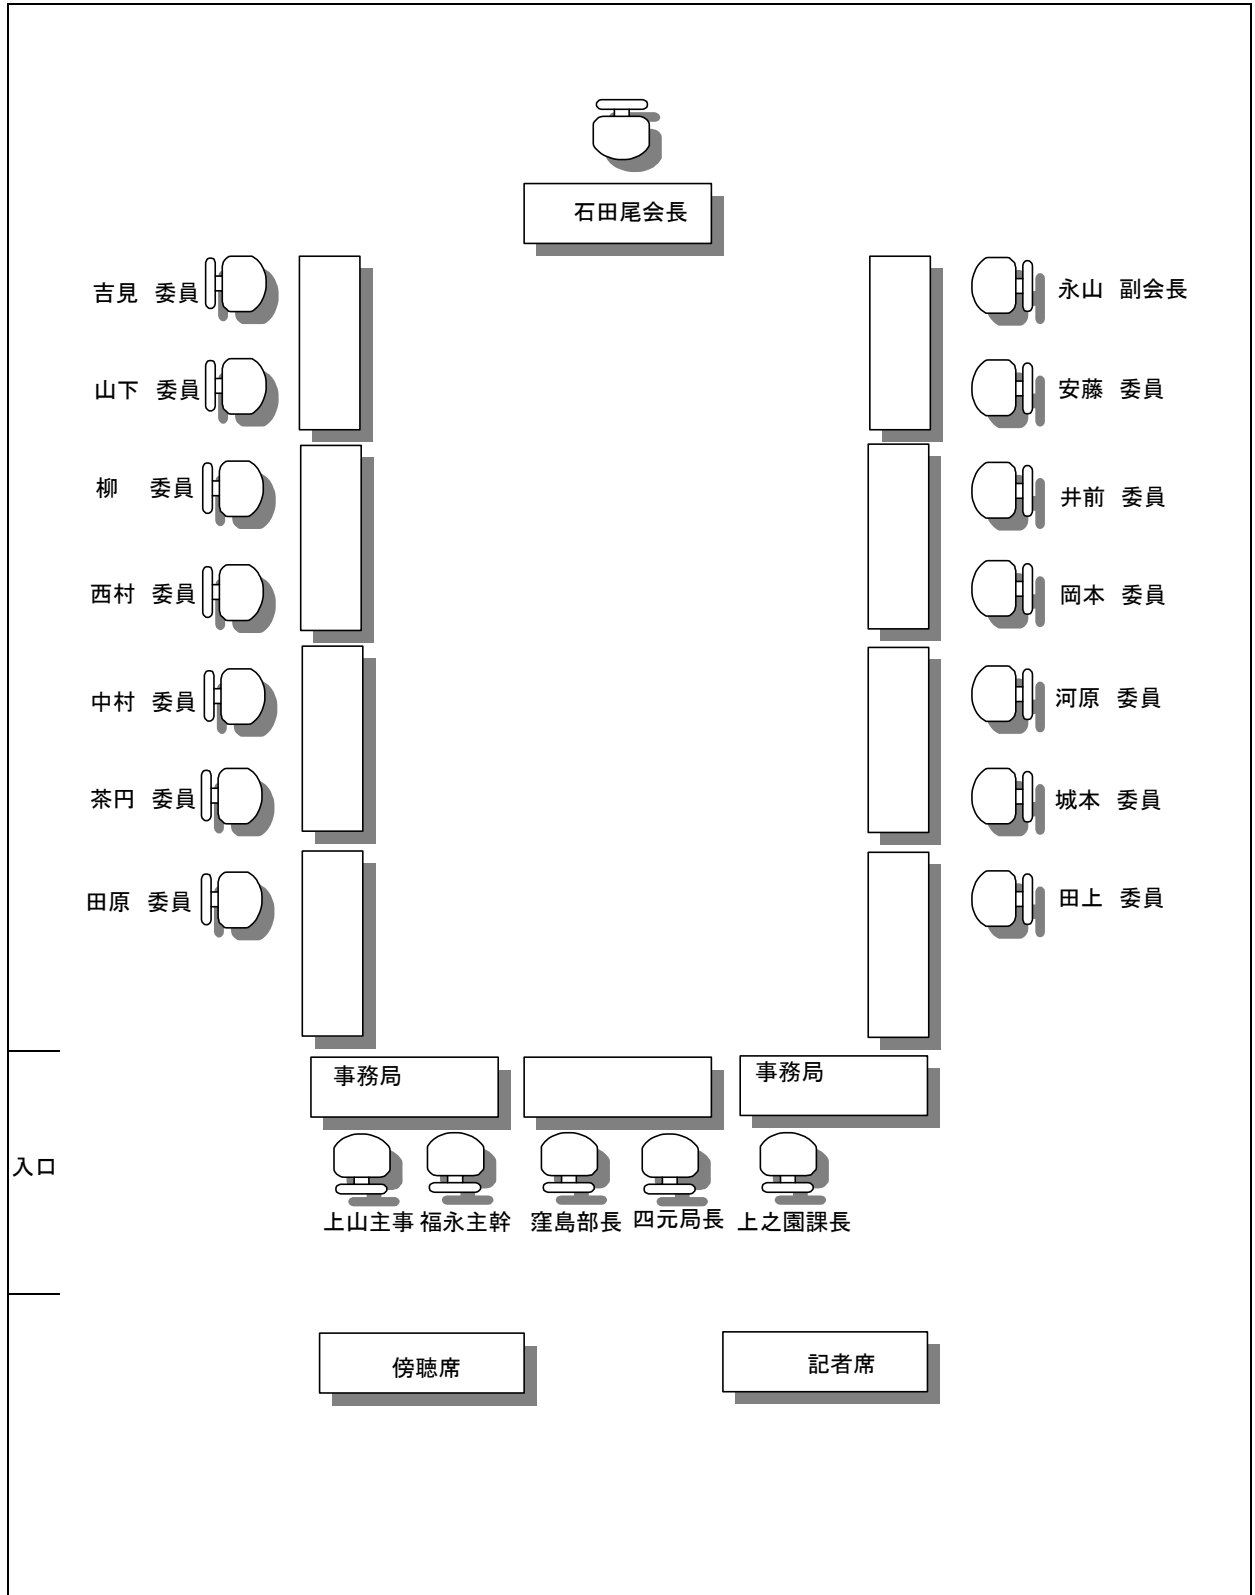 石田尾会長
吉見　委員
永山　副会長
山下　委員
安藤　委員
柳　　委員
井前　委員
西村　委員
岡本　委員
中村　委員
河原　委員
茶円　委員
城本　委員
田原　委員
田上　委員
事務局
事務局
入口
上山主事
福永主幹
窪島部長
四元局長
上之園課長
傍聴席
記者席